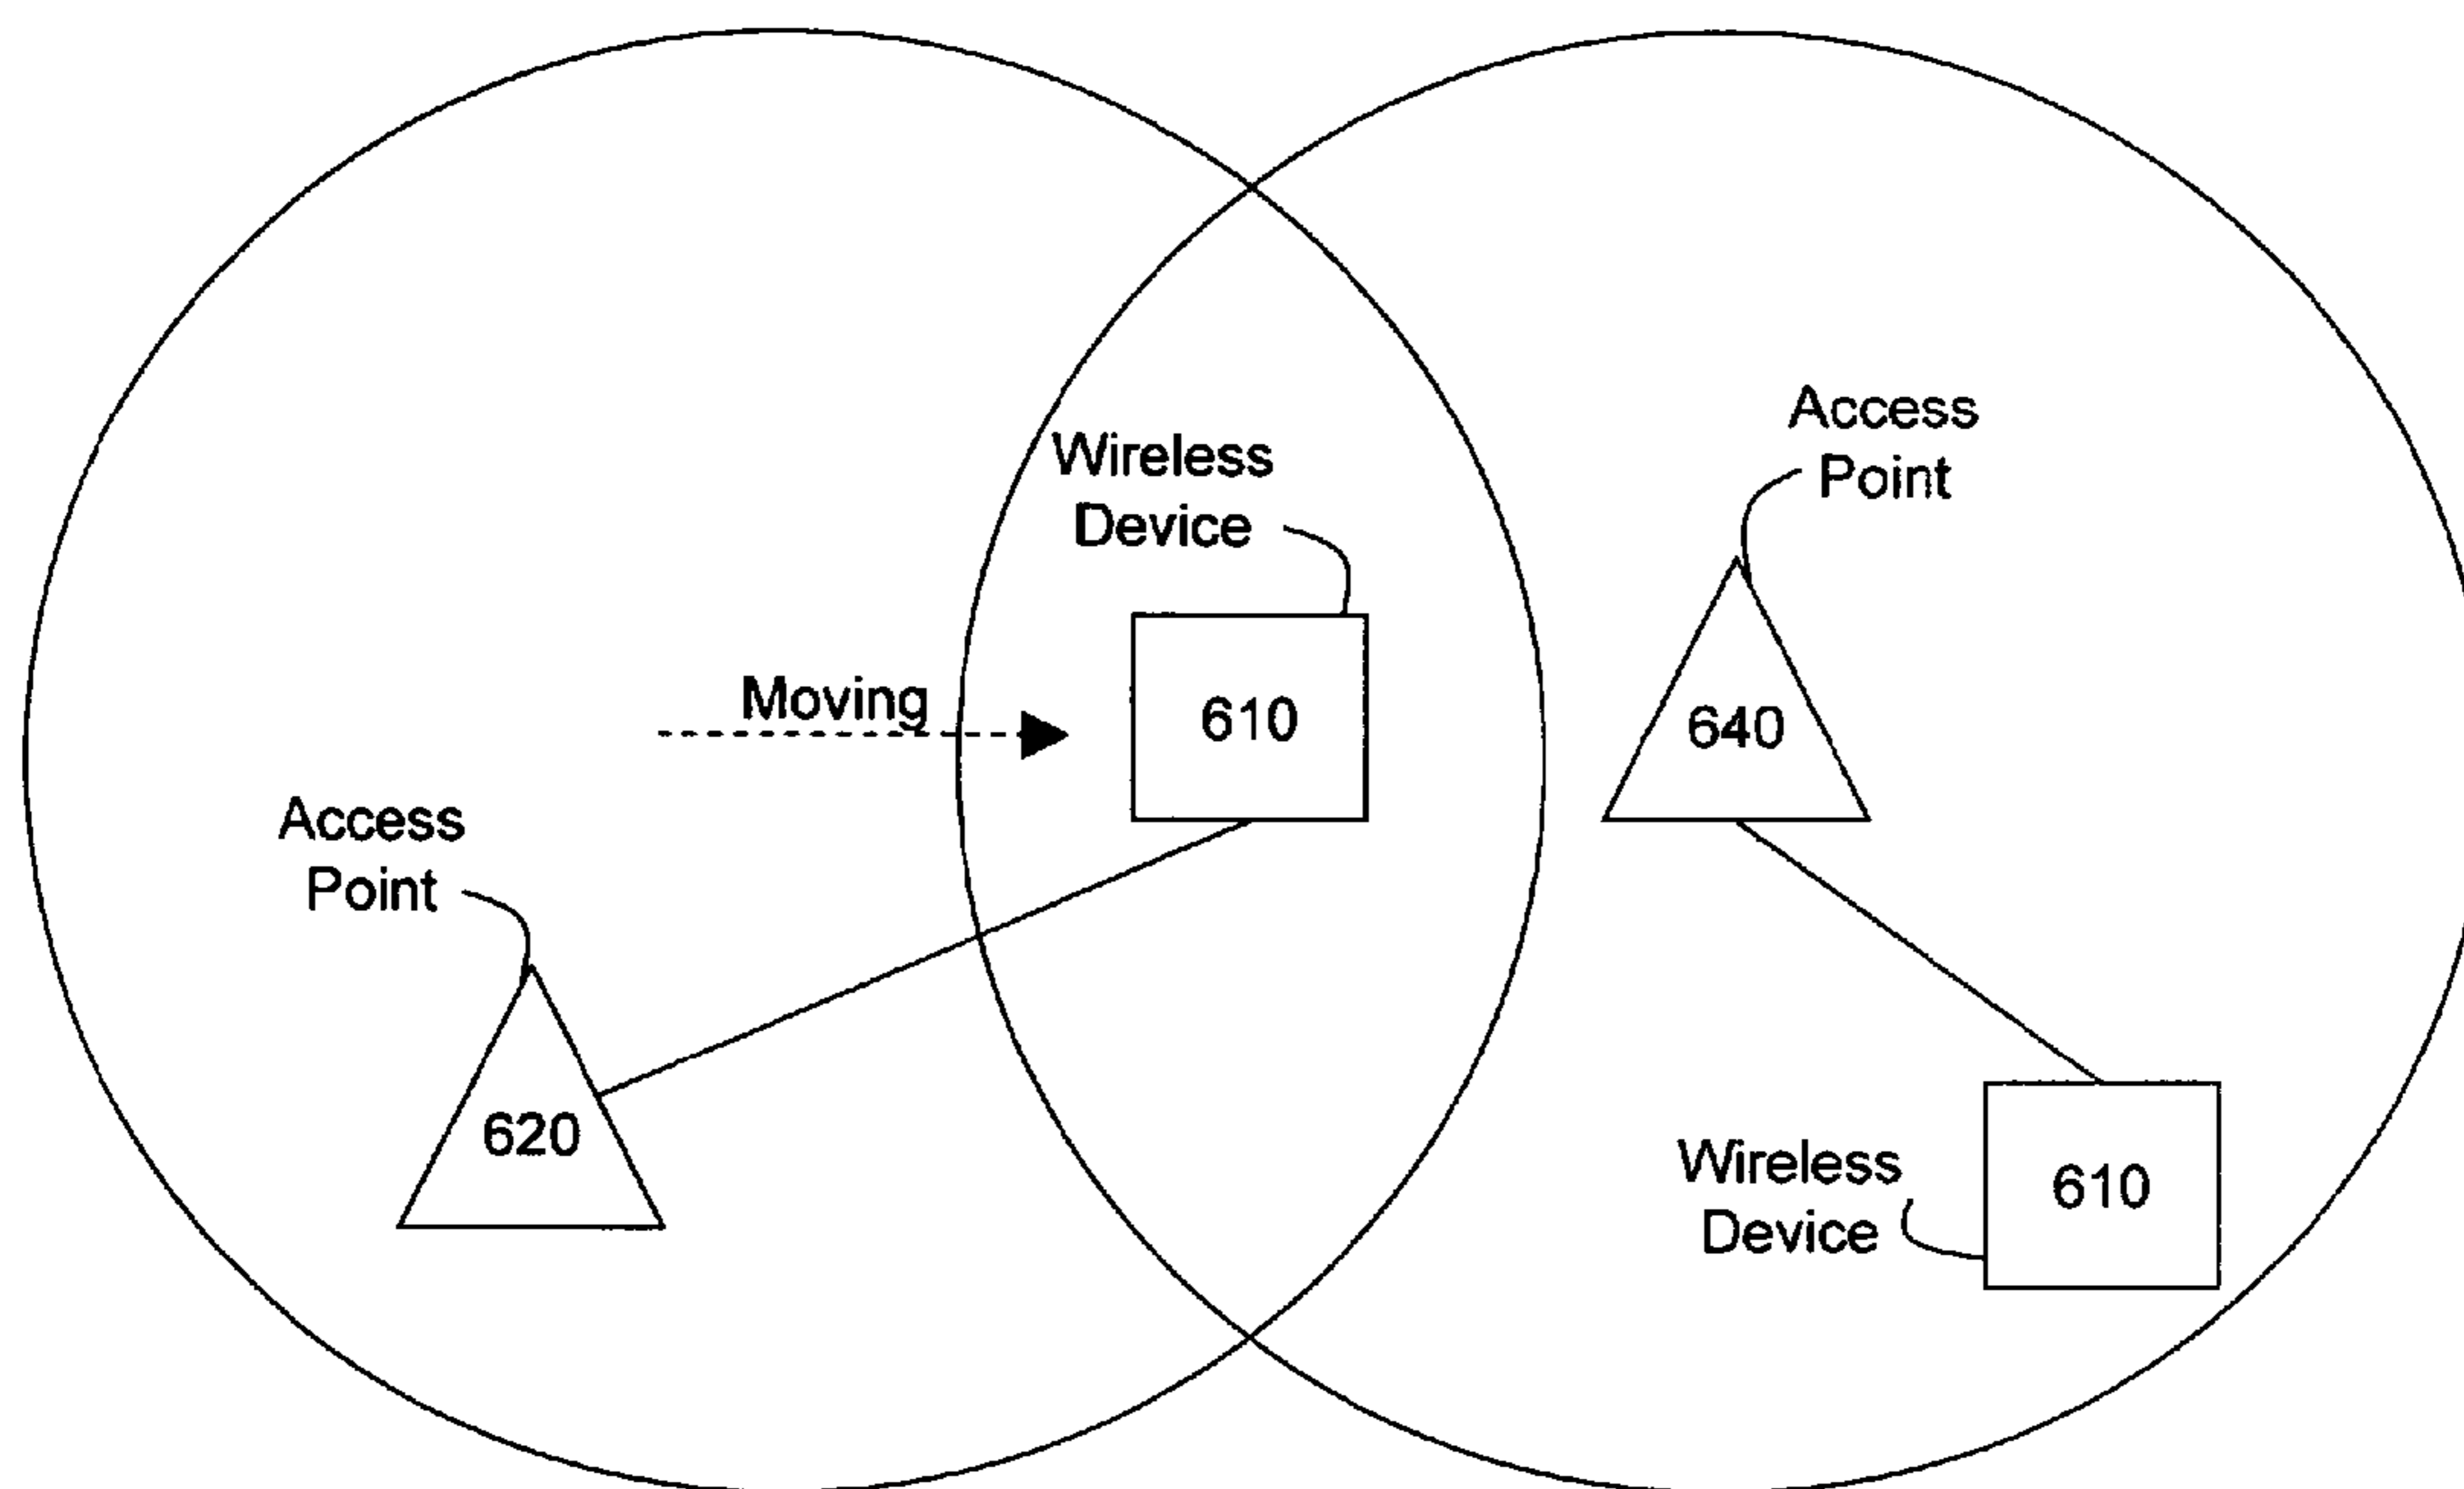 Access
Point
Wireless
Device
610
640
Moving
Access
Point
620
Wireless
Device
610